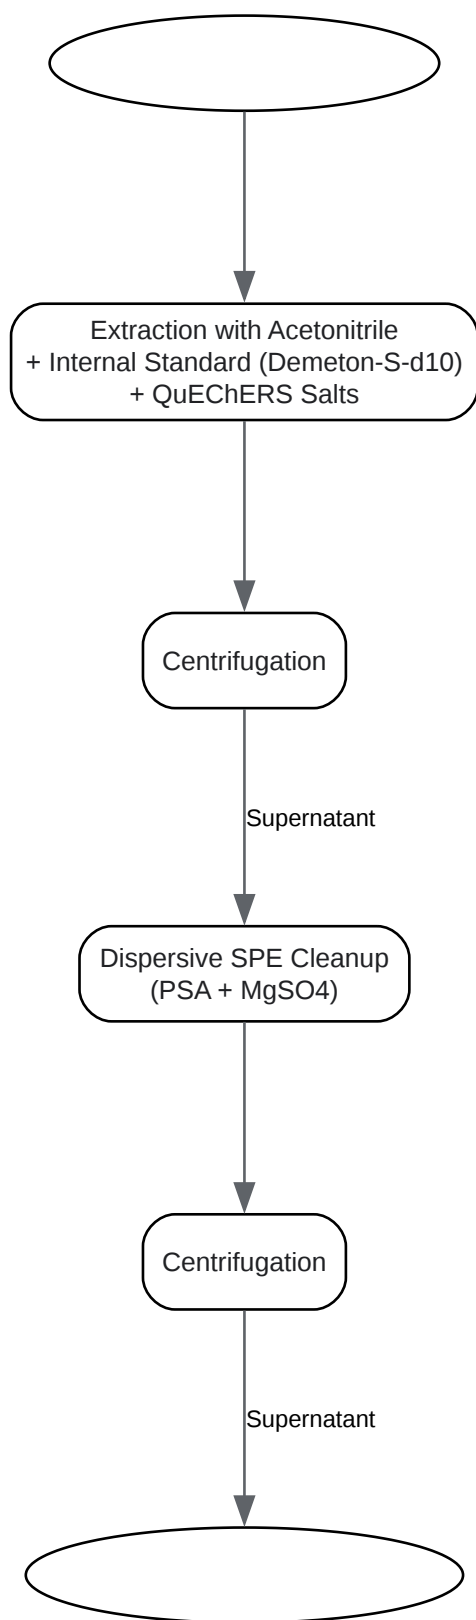 Extraction with Acetonitrile
+ Internal Standard (Demeton-S-d10)
+ QuEChERS Salts
Centrifugation
Supernatant
Dispersive SPE Cleanup
(PSA + MgSO4)
Centrifugation
Supernatant